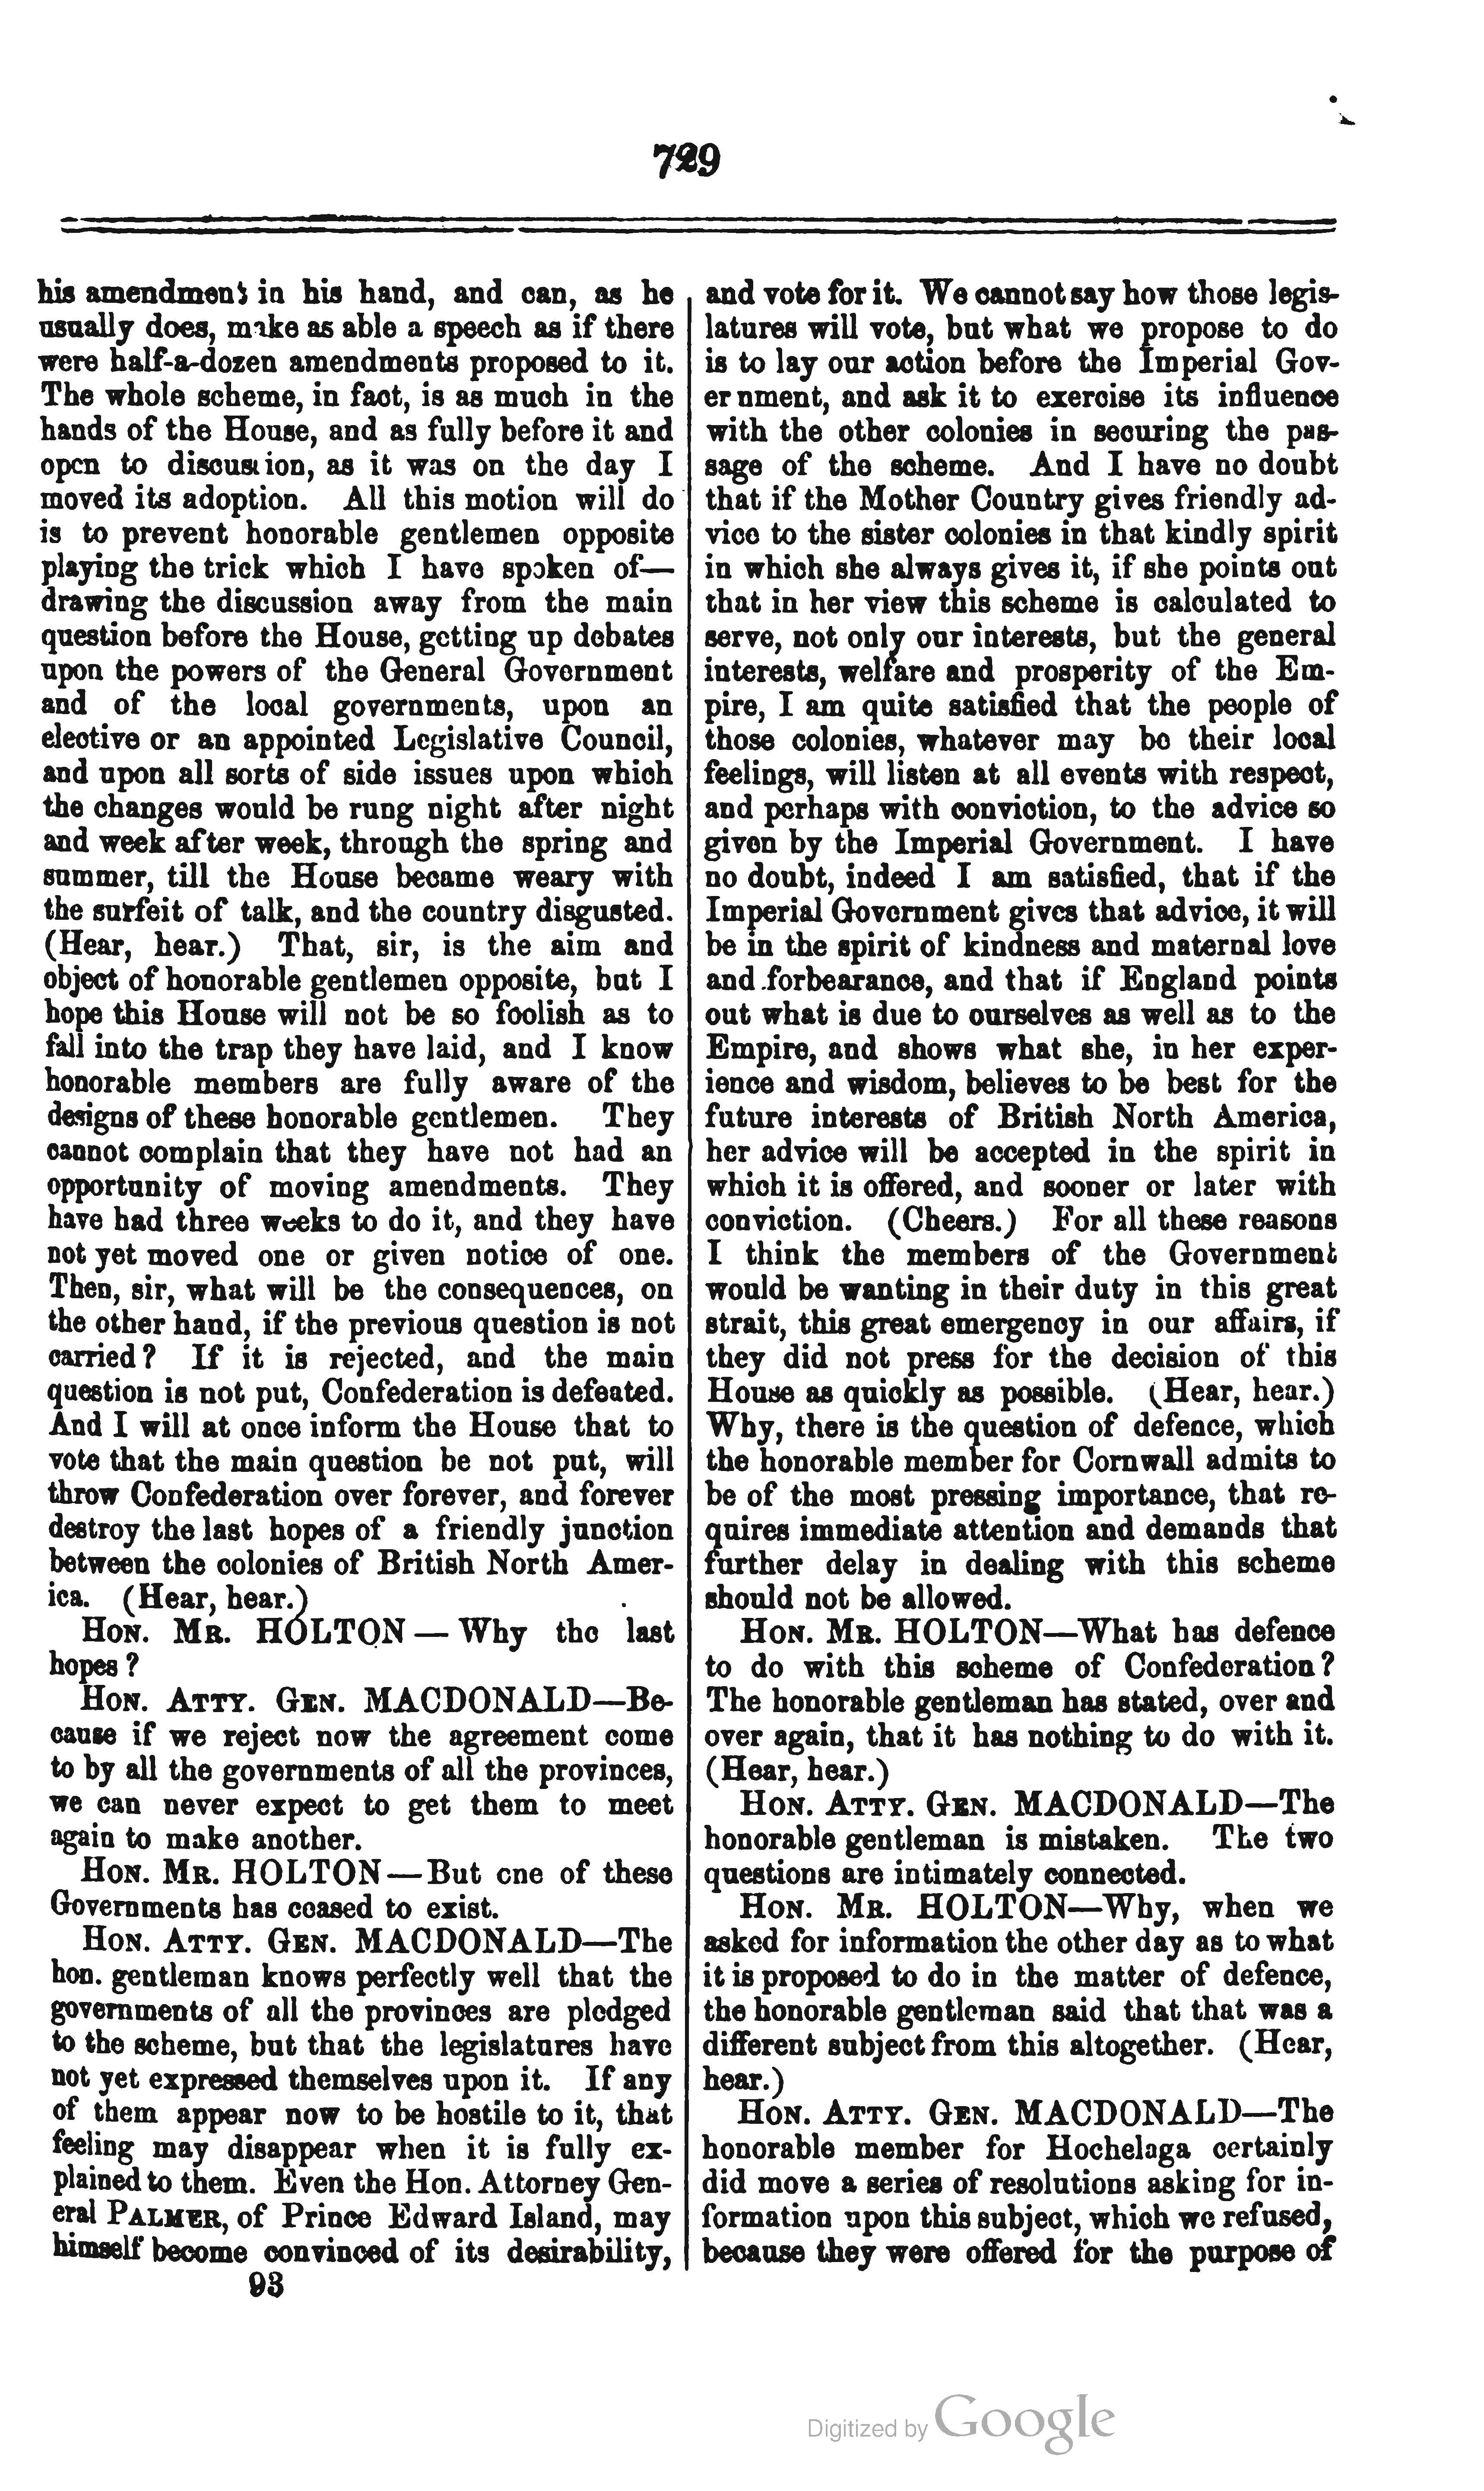 729
his amendment in his hand, and can, as he
usually does, make as able a speech as if there
were half-a-dozen amendments proposed to it.
The whole scheme, in fact, is as much in the
hands of the House, and as fully before it and
open to discussion, as it was on the day I
moved its adoption. All this motion will do
is to prevent honorable gentlemen opposite
playing the trick which I have spoken of—
drawing the discussion away from the main
question before the House, getting up debates
upon the powers of the General Government
and of the local governments, upon an
elective or an appointed Legislative Council,
and upon all sorts of side issues upon which
the changes would be rung night after night
and week after week, through the spring and
summer, till the House became weary with
the surfeit of talk, and the country disgusted.
(Hear, hear.) That, sir, is the aim and
object of honorable gentlemen opposite, but I
hope this House will not be so foolish as to
fall into the trap they have laid, and I know
honorable members are fully aware of the
designs of these honorable gentlemen. They
cannot complain that they have not had an
opportunity of moving amendments. They
have had three weeks to do it, and they have
not yet moved one or given notice of one.
Then, sir, what will be the consequences, on
the other hand, if the previous question is not
carried? If it is rejected, and the main
question is not put, Confederation is defeated.
And I will at once inform the House that to
vote that the main question be not put, will
throw Confederation over forever, and forever
destroy the last hopes of a friendly junction
between the colonies of British North Amer-
ica. (Hear, hear.)
HON. MR. HOLTON — Why the last
hopes?
HON. ATTY. GEN. MACDONALD—Be-
cause if we reject now the agreement come
to by all the governments of all the provinces,
we can never expect to get them to meet
again to make another.
HON. MR. HOLTON—But one of these
Governments has ceased to exist.
HON. ATTY. GEN. MACDONALD—The
hon. gentleman knows perfectly well that the
governments of all the provinces are pledged
to the scheme, but that the legislatures have
not yet expressed themselves upon it. If any
of them appear now to be hostile to it, that
feeling may disappear when it is fully ex-
plained to them. Even the Hon. Attorney Gen-
eral PALMER, of Prince Edward Island, may
himself become convinced of its desirability,
93
and vote for it. We cannot say how those legis-
latures will vote, but what we propose to do
is to lay our action before the Imperial Gov-
ernment, and ask it to exercise its influence
with the other colonies in securing the pas-
sage of the scheme. And I have no doubt
that if the Mother Country gives friendly ad-
vice to the sister colonies in that kindly spirit
in which she always gives it, if she points out
that in her view this scheme is calculated to
serve, not only our interests, but the general
interests, welfare and prosperity of the Em-
pire, I am quite satisfied that the people of
those colonies, whatever may be their local
feelings, will listen at all events with respect,
and perhaps with conviction, to the advice so
given by the Imperial Government. I have
no doubt, indeed I am satisfied, that if the
Imperial Government gives that advice, it will
be in the spirit of kindness and maternal love
and forbearance, and that if England points
out what is due to ourselves as well as to the
Empire, and shows what she, in her exper-
ience and wisdom, believes to be best for the
future interests of British North America,
her advice will be accepted in the spirit in
which it is offered, and sooner or later with
conviction. (Cheers.) For all these reasons
I think the members of the Government
would be wanting in their duty in this great
strait, this great emergency in our affairs, if
they did not press for the decision of this
House as quickly as possible. (Hear, hear.)
Why, there is the question of defence, which
the honorable member for Cornwall admits to
be of the most pressing importance, that re-
quires immediate attention and demands that
further delay in dealing with this scheme
should not be allowed.
HON. MR. HOLTON—What has defence
to do with this scheme of Confederation?
The honorable gentleman has stated, over and
over again, that it has nothing to do with it.
(Hear, hear.)
HON. ATTY. GEN. MACDONALD—The
honorable gentleman is mistaken. The two
questions are intimately connected.
HON. MR. HOLTON—Why, when we
asked for information the other day as to what
it is proposed to do in the matter of defence,
the honorable gentleman said that that was a
different subject from this altogether. (Hear,
hear.)
HON. ATTY. GEN. MACDONALD—The
honorable member for Hochelaga certainly
did move a series of resolutions asking for in-
formation upon this subject, which we refused,
because they were offered for the purpose of
Digitized by Google